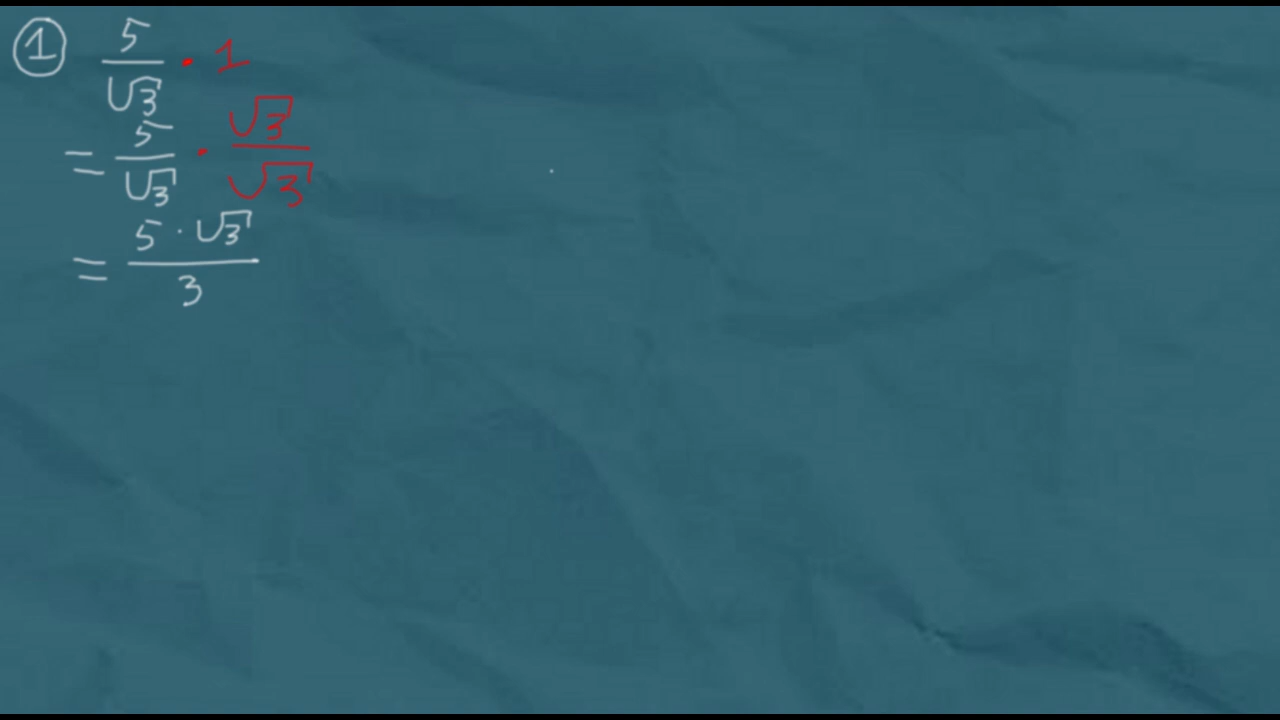 ① 5/√3 · 1
= 5/√3 · √3/√3
= 5 · √3/3